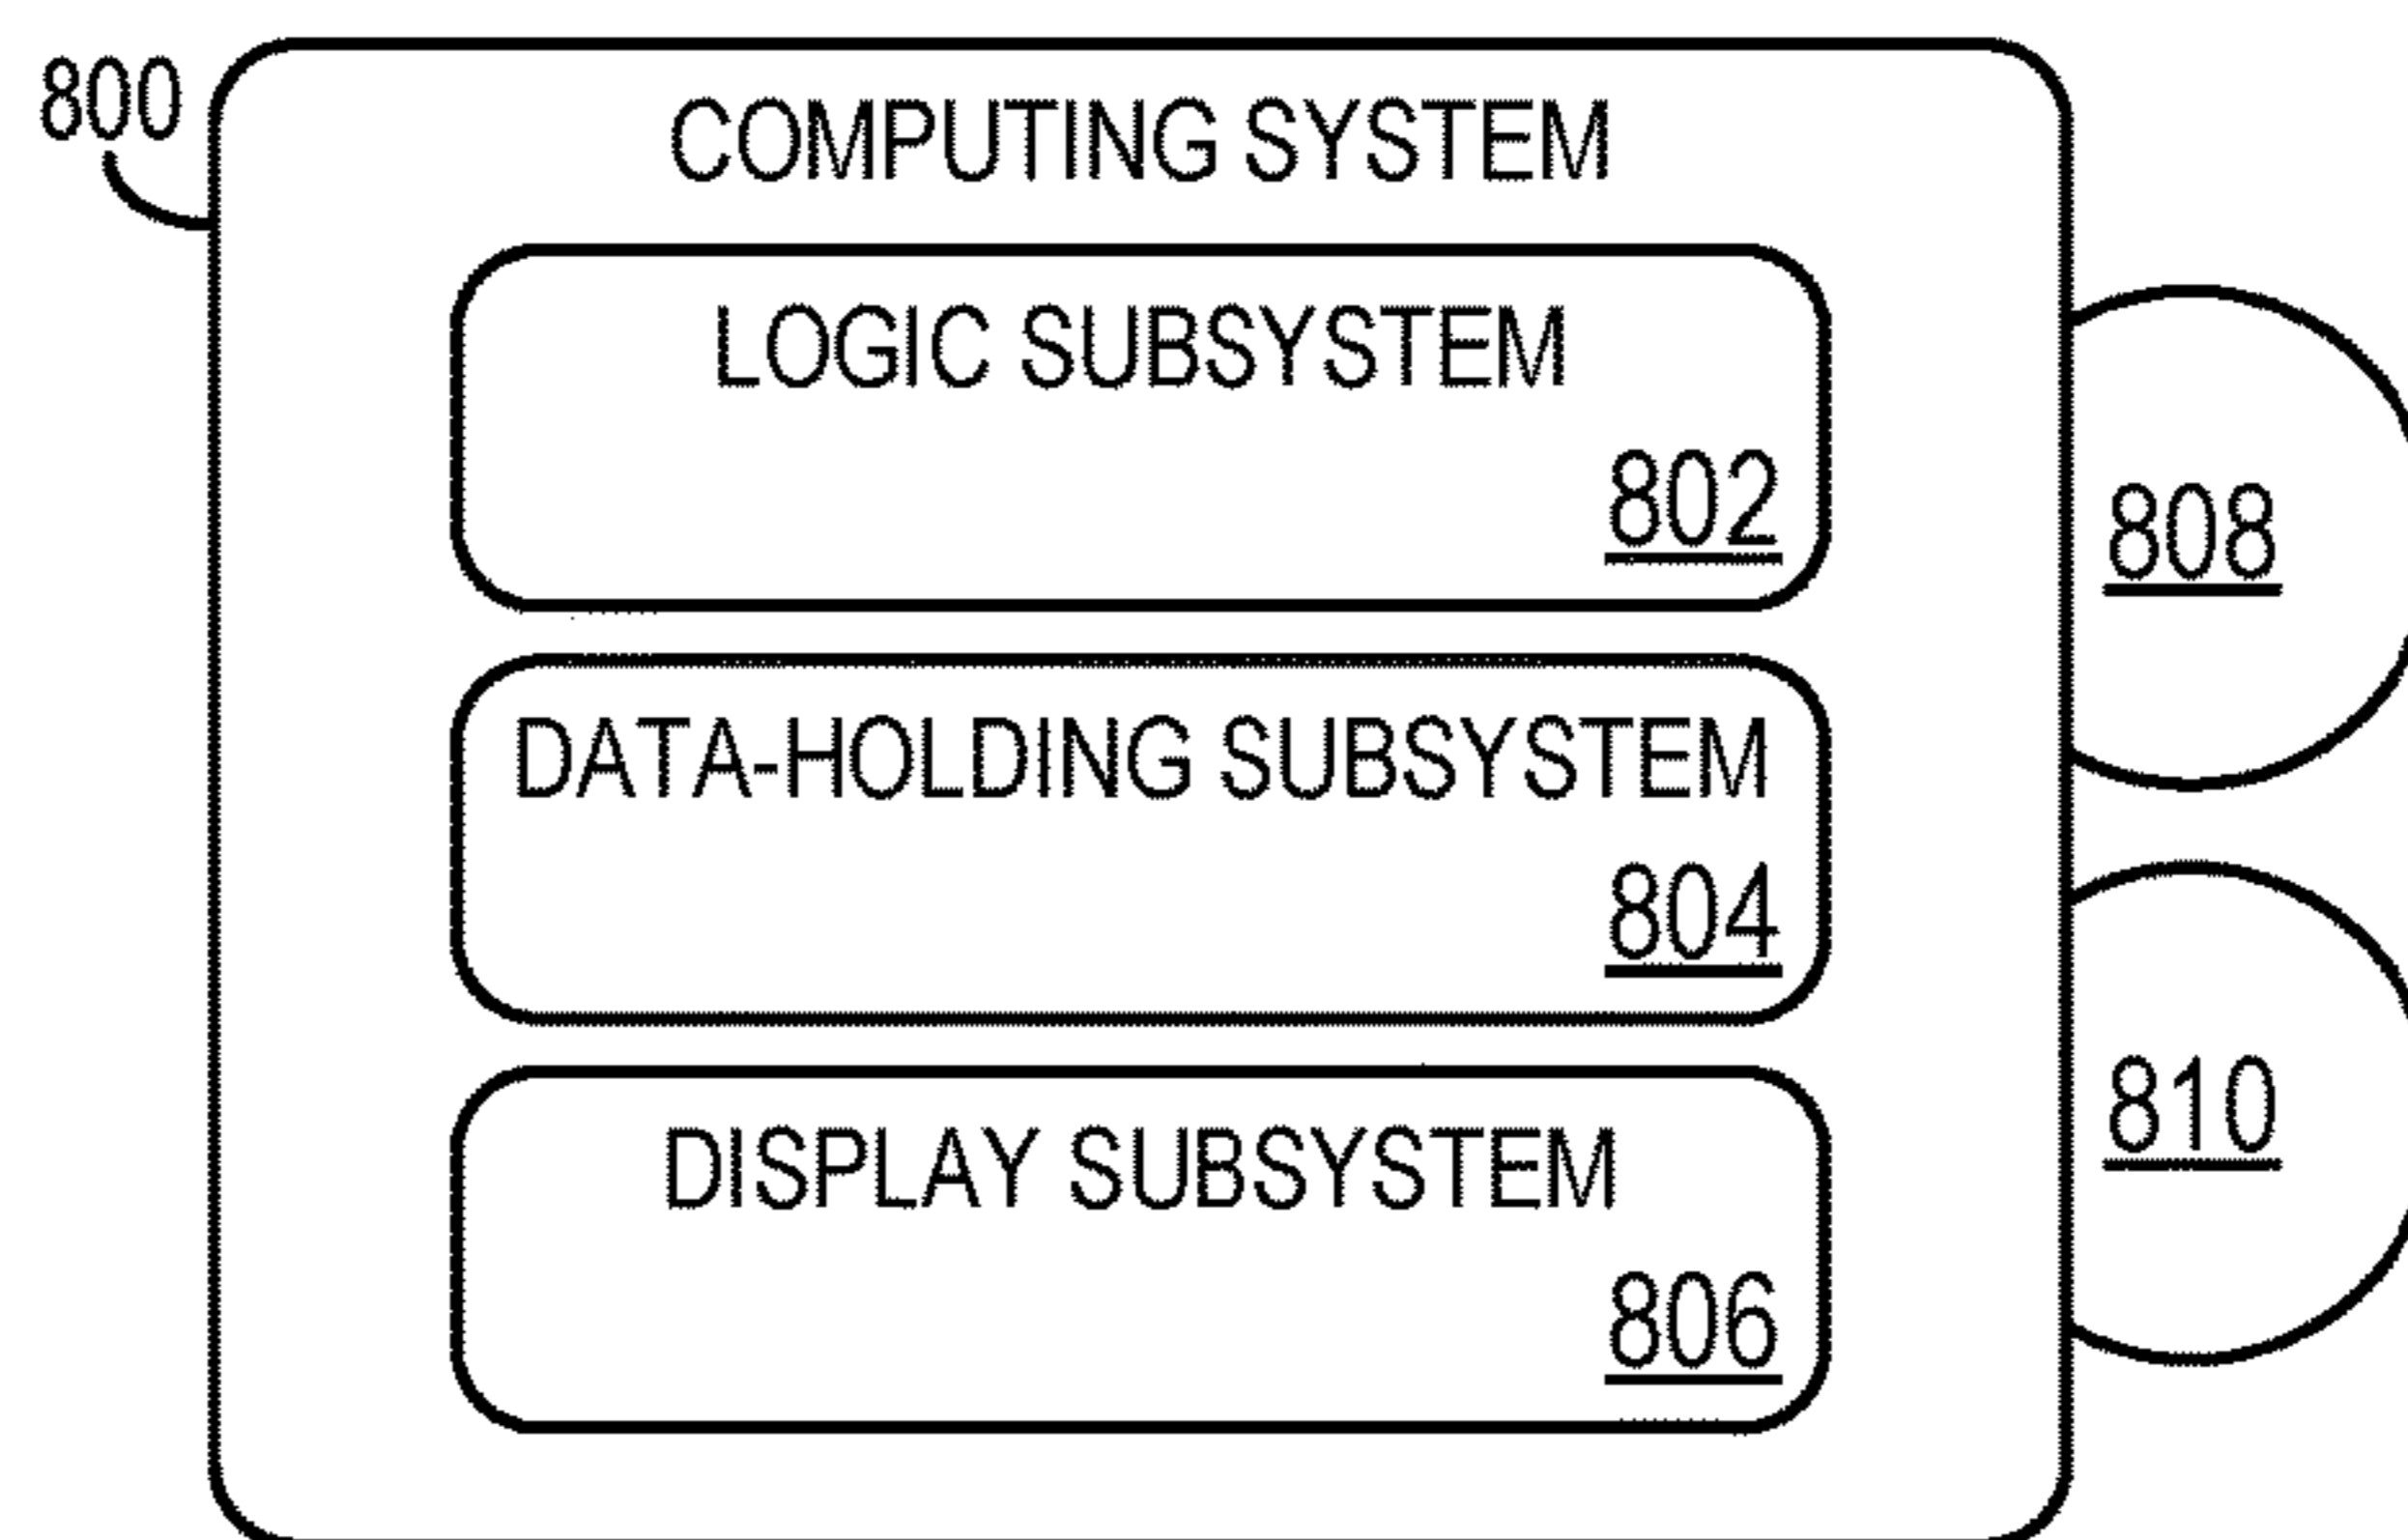 800
COMPUTING SYSTEM
LOGIC SUBSYSTEM
802
808
DATA-HOLDING SUBSYSTEM
804
DISPLAY SUBSYSTEM
810
806